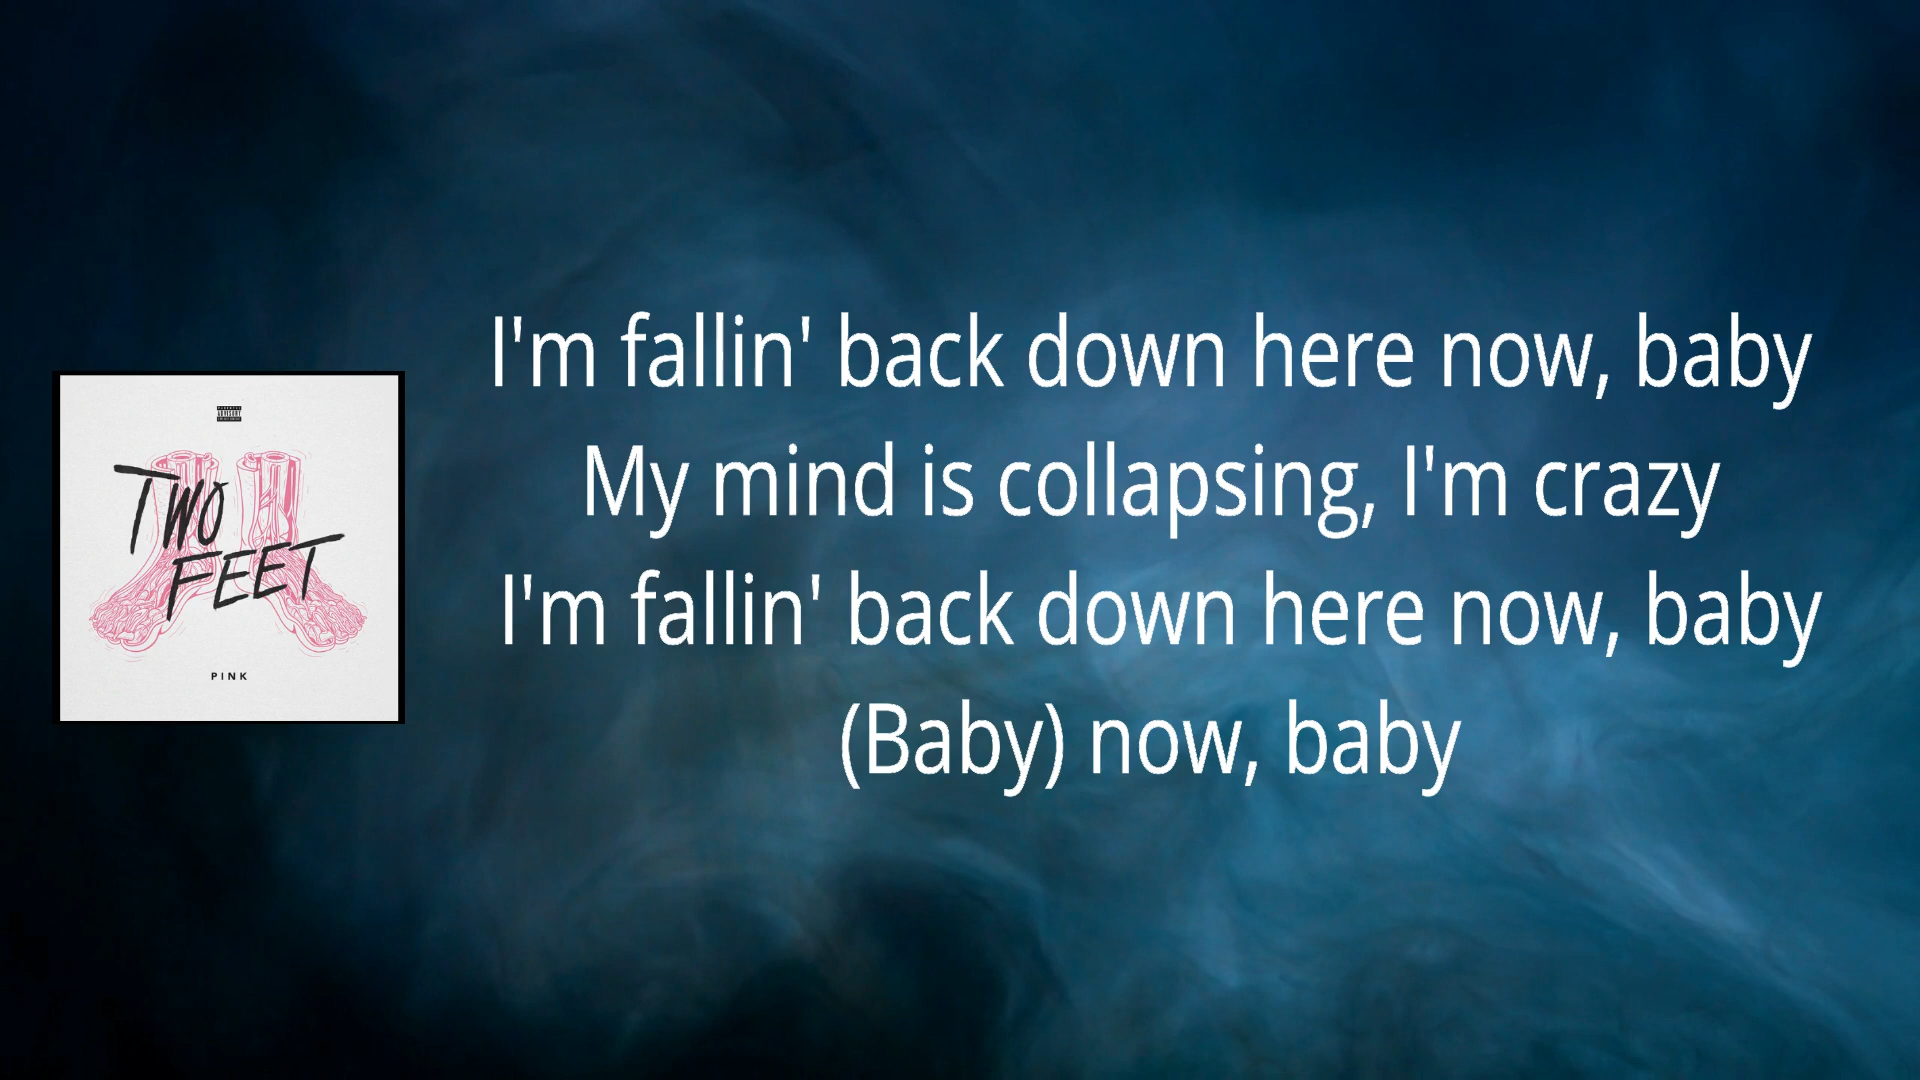 TWO
FEET
PINK
I'm fallin' back down here now, baby
My mind is collapsing, I'm crazy
I'm fallin' back down here now, baby
(Baby) now, baby